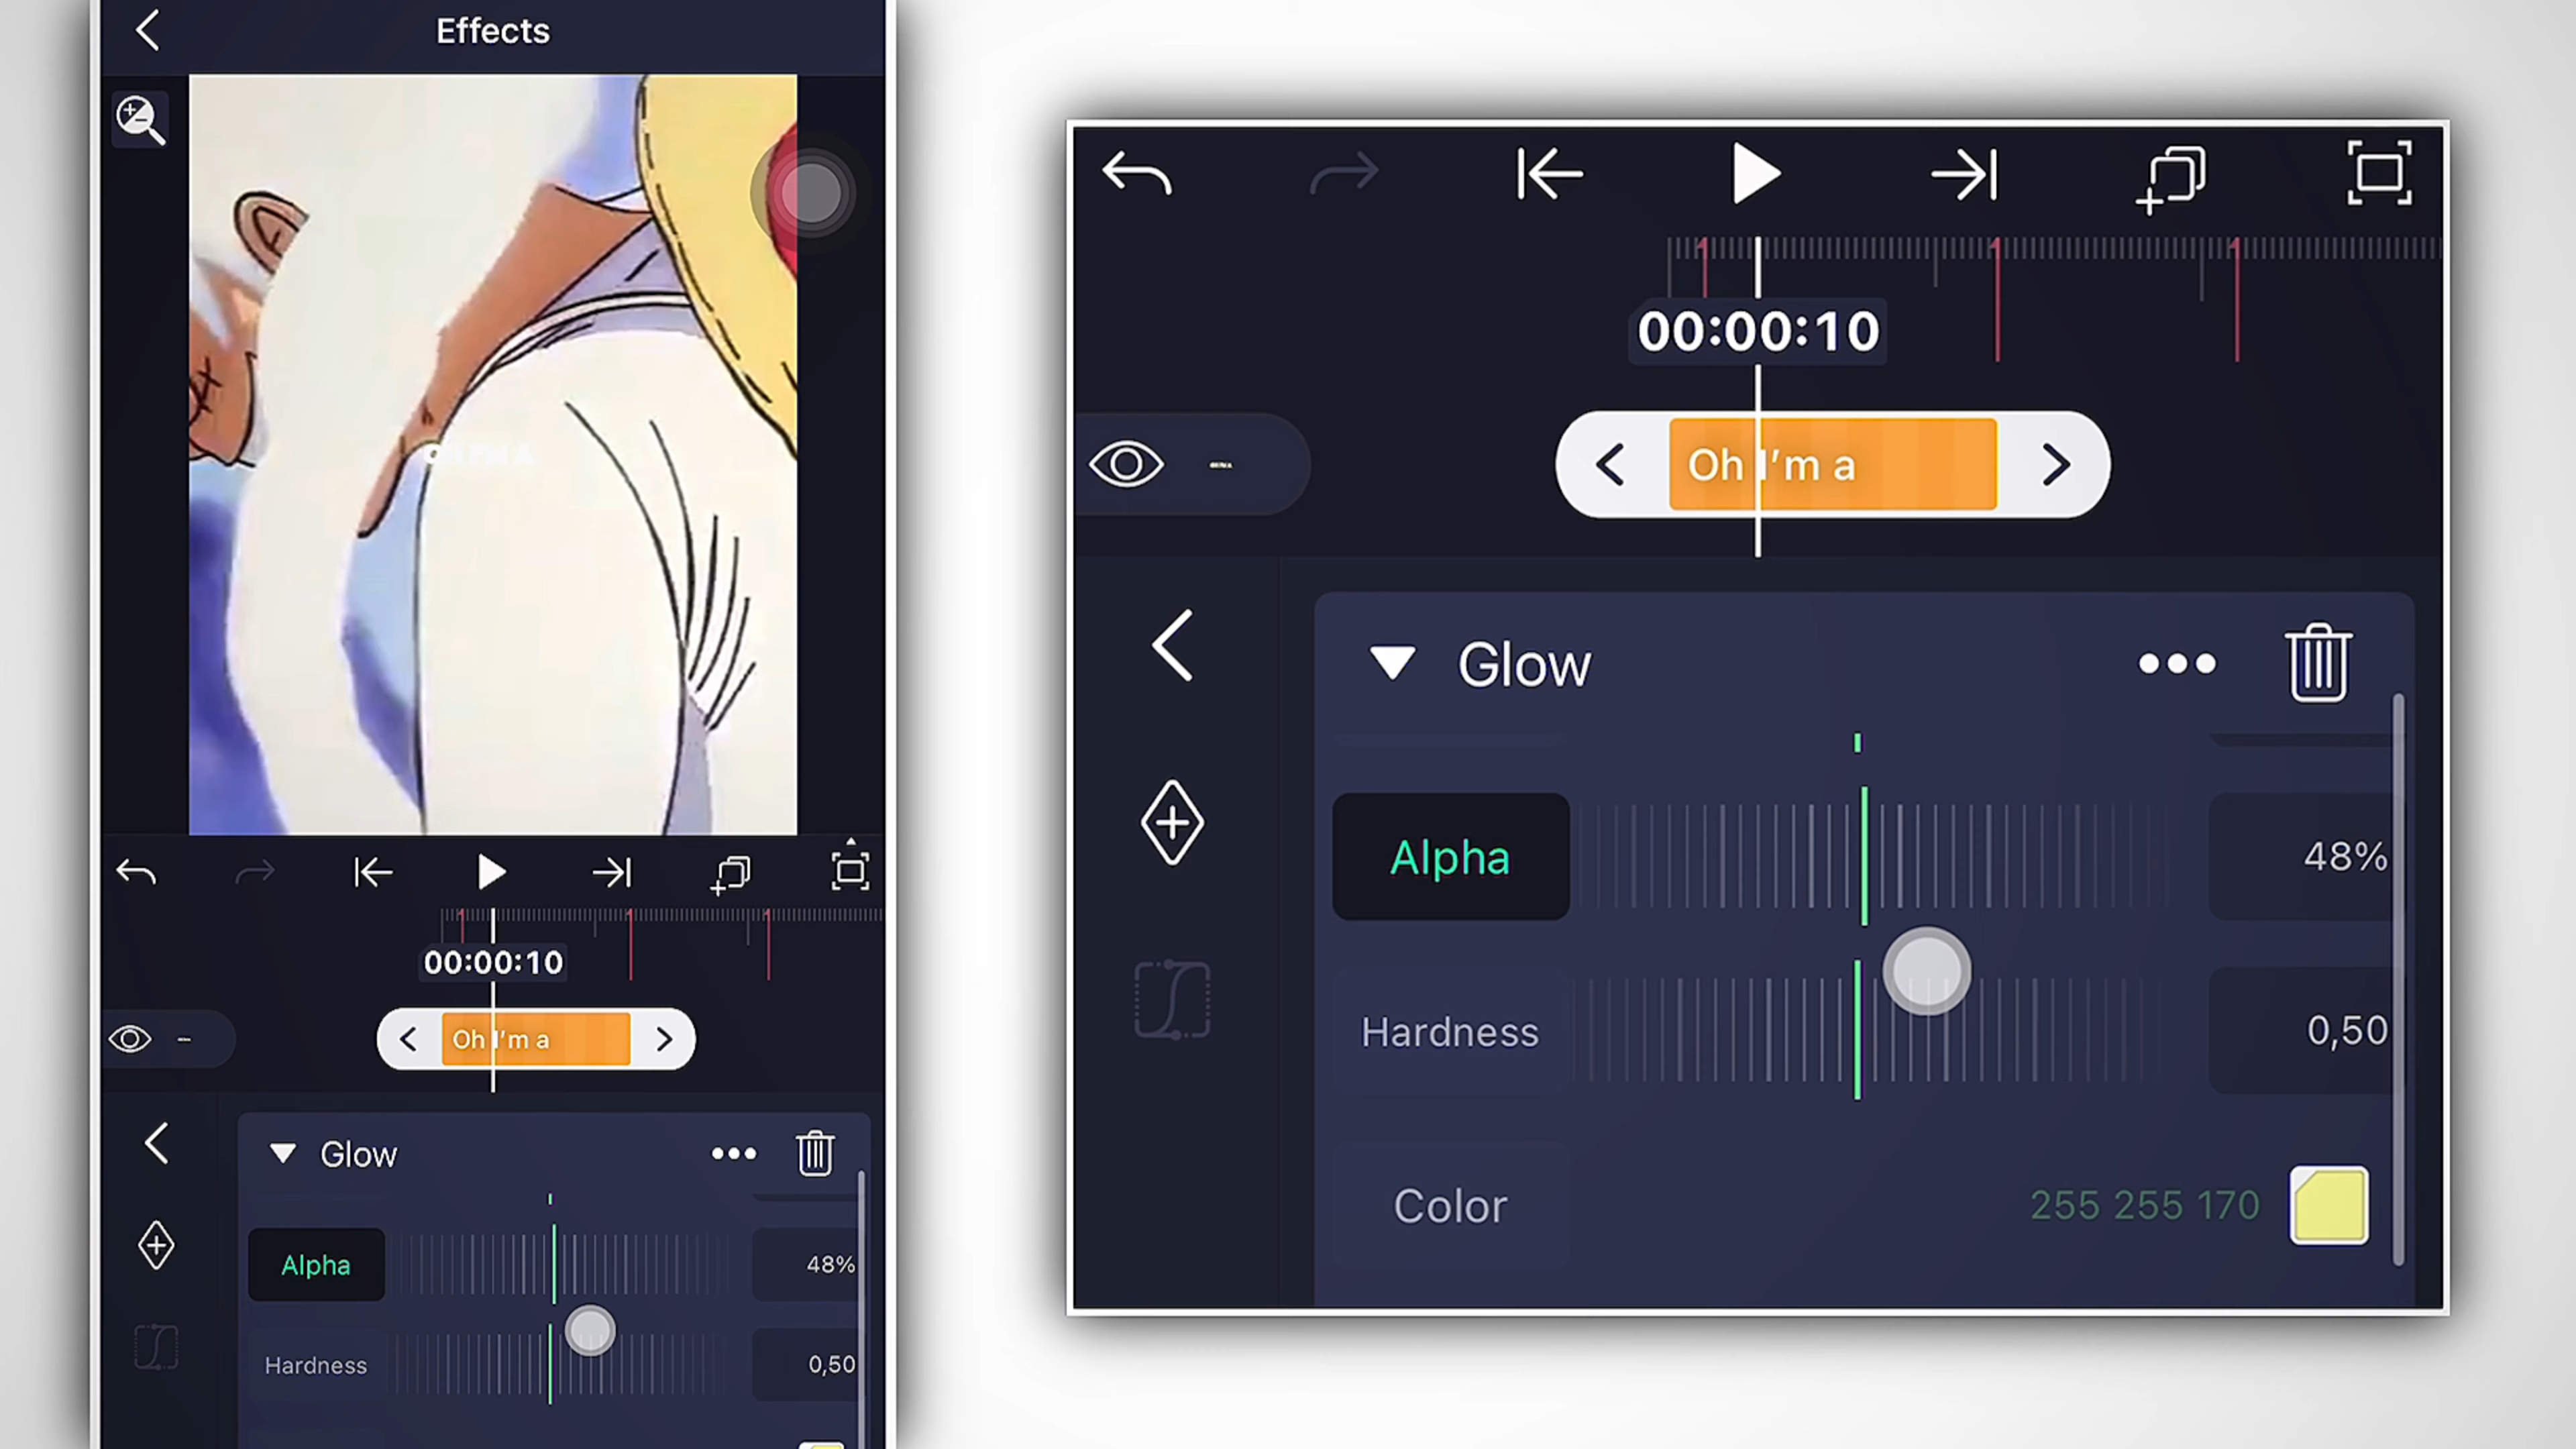 Effects
OH I'M A
00:00:10
Oh I'm a
Glow
Alpha
48%
Hardness
0,50
00:00:10
Oh I'm a
Glow
Alpha
48%
Hardness
0,50
Color
255 255 170